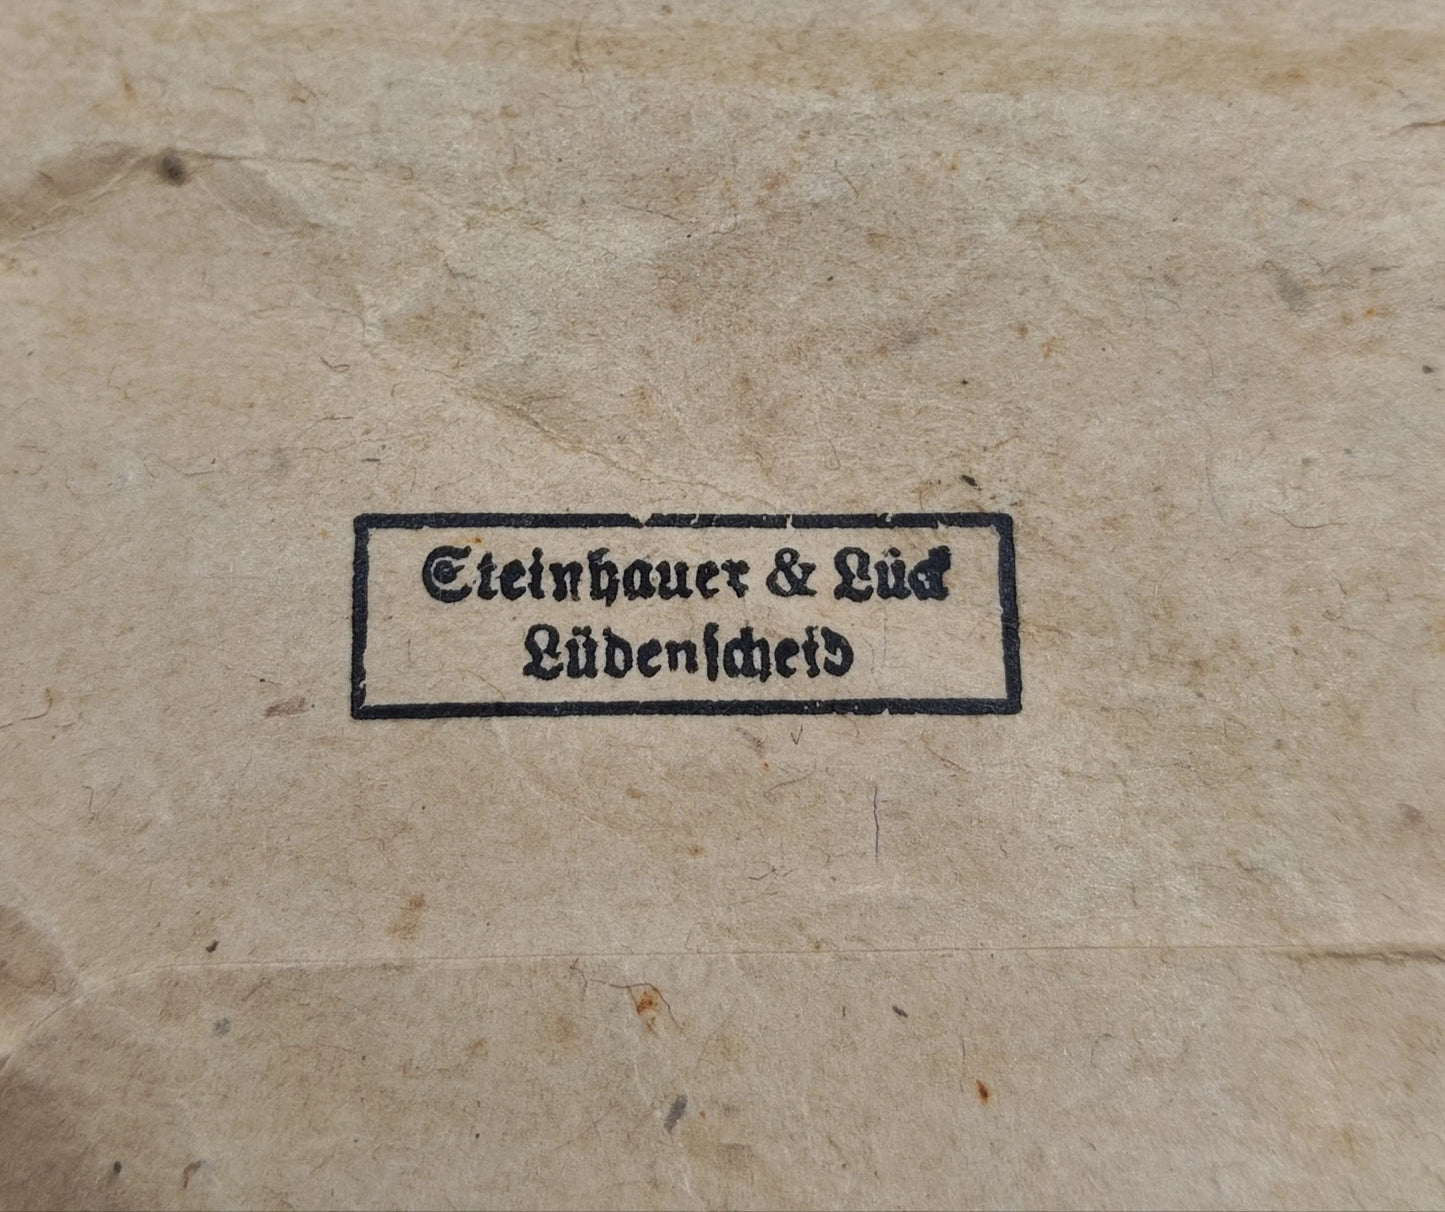 Steinhauer & Lück
Lüdenscheid